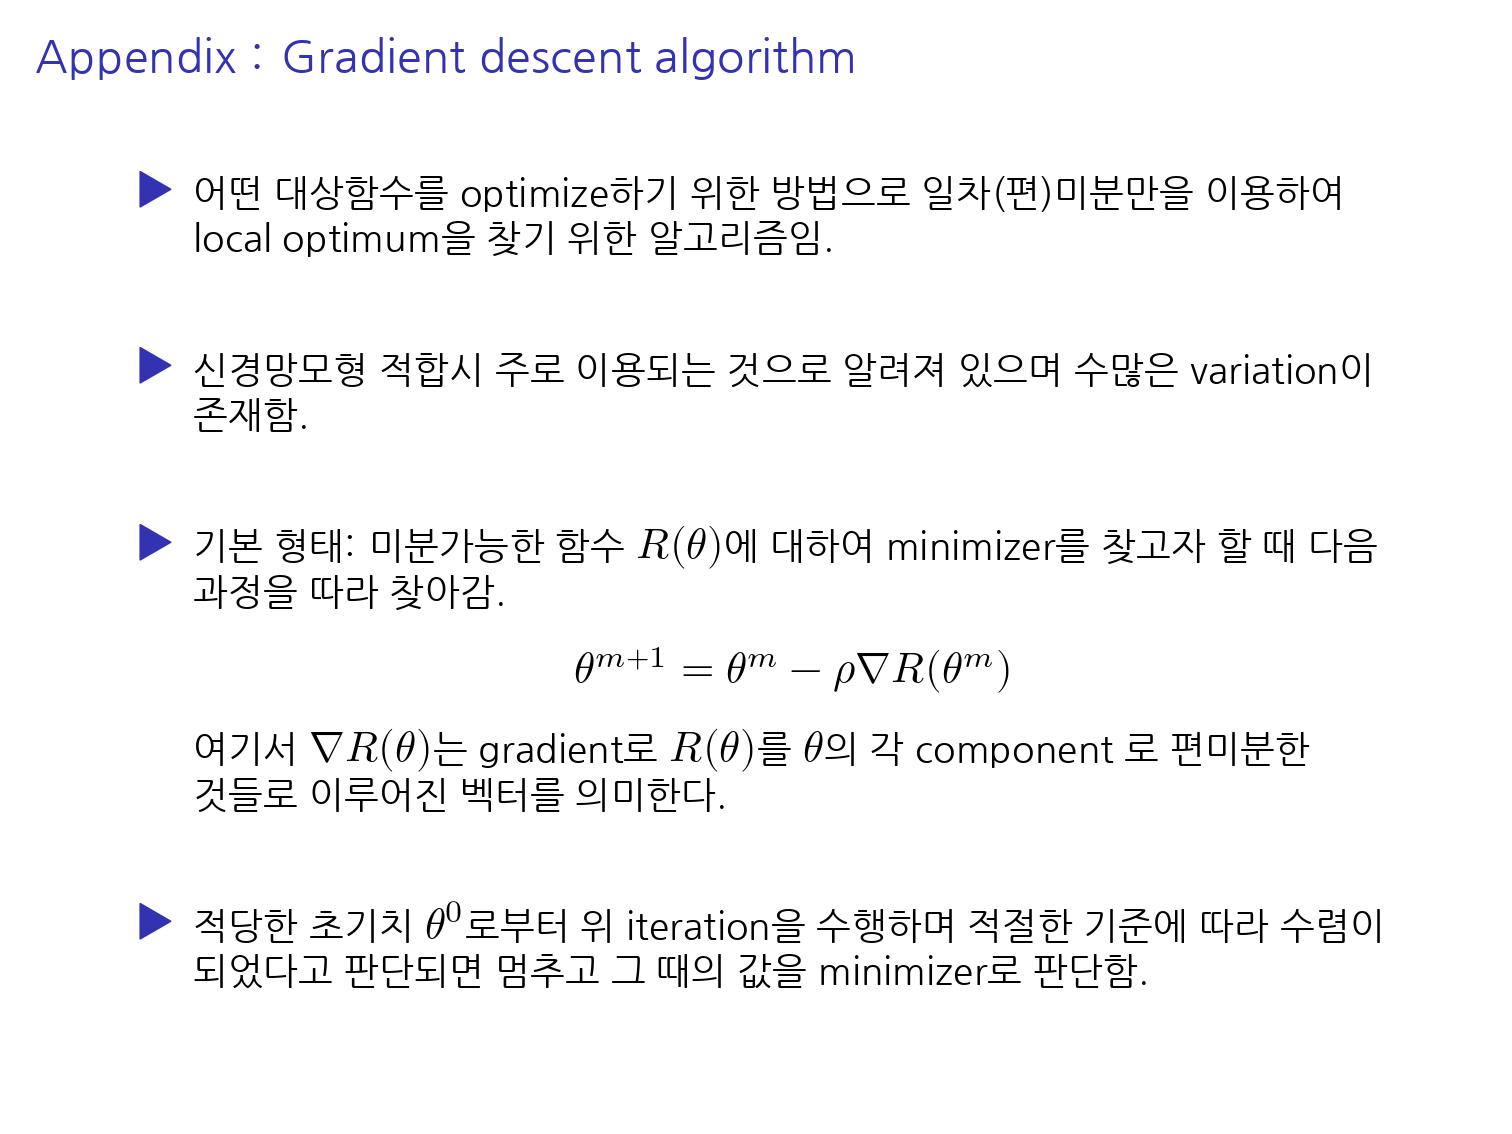 Appendix : Gradient descent algorithm
▶ 어떤 대상함수를 optimize하기 위한 방법으로 일차(편)미분만을 이용하여
local optimum을 찾기 위한 알고리즘임.
▶ 신경망모형 적합시 주로 이용되는 것으로 알려져 있으며 수많은 variation이
존재함.
▶ 기본 형태: 미분가능한 함수 R(θ)에 대하여 minimizer를 찾고자 할 때 다음
과정을 따라 찾아감.
θ^{m+1} = θ^m − ρ∇R(θ^m)
여기서 ∇R(θ)는 gradient로 R(θ)를 θ의 각 component 로 편미분한
것들로 이루어진 벡터를 의미한다.
▶ 적당한 초기치 θ^0로부터 위 iteration을 수행하며 적절한 기준에 따라 수렴이
되었다고 판단되면 멈추고 그 때의 값을 minimizer로 판단함.